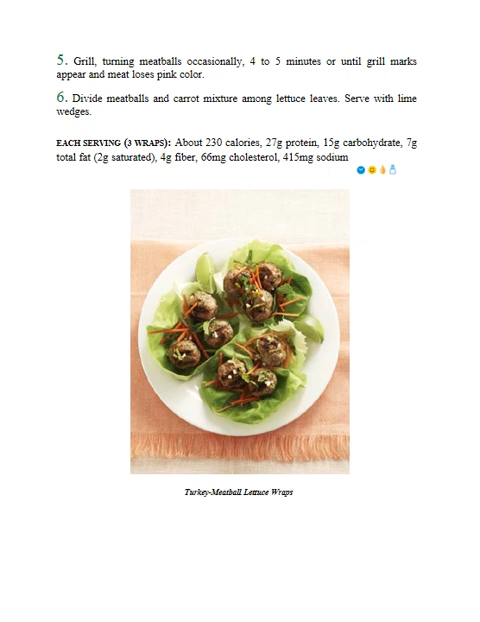 5. Grill, turning meatballs occasionally, 4 to 5 minutes or until grill marks
appear and meat loses pink color.
6. Divide meatballs and carrot mixture among lettuce leaves. Serve with lime
wedges.
EACH SERVING (3 WRAPS): About 230 calories, 27g protein, 15g carbohydrate, 7g
total fat (2g saturated), 4g fiber, 66mg cholesterol, 415mg sodium
Turkey-Meatball Lettuce Wraps